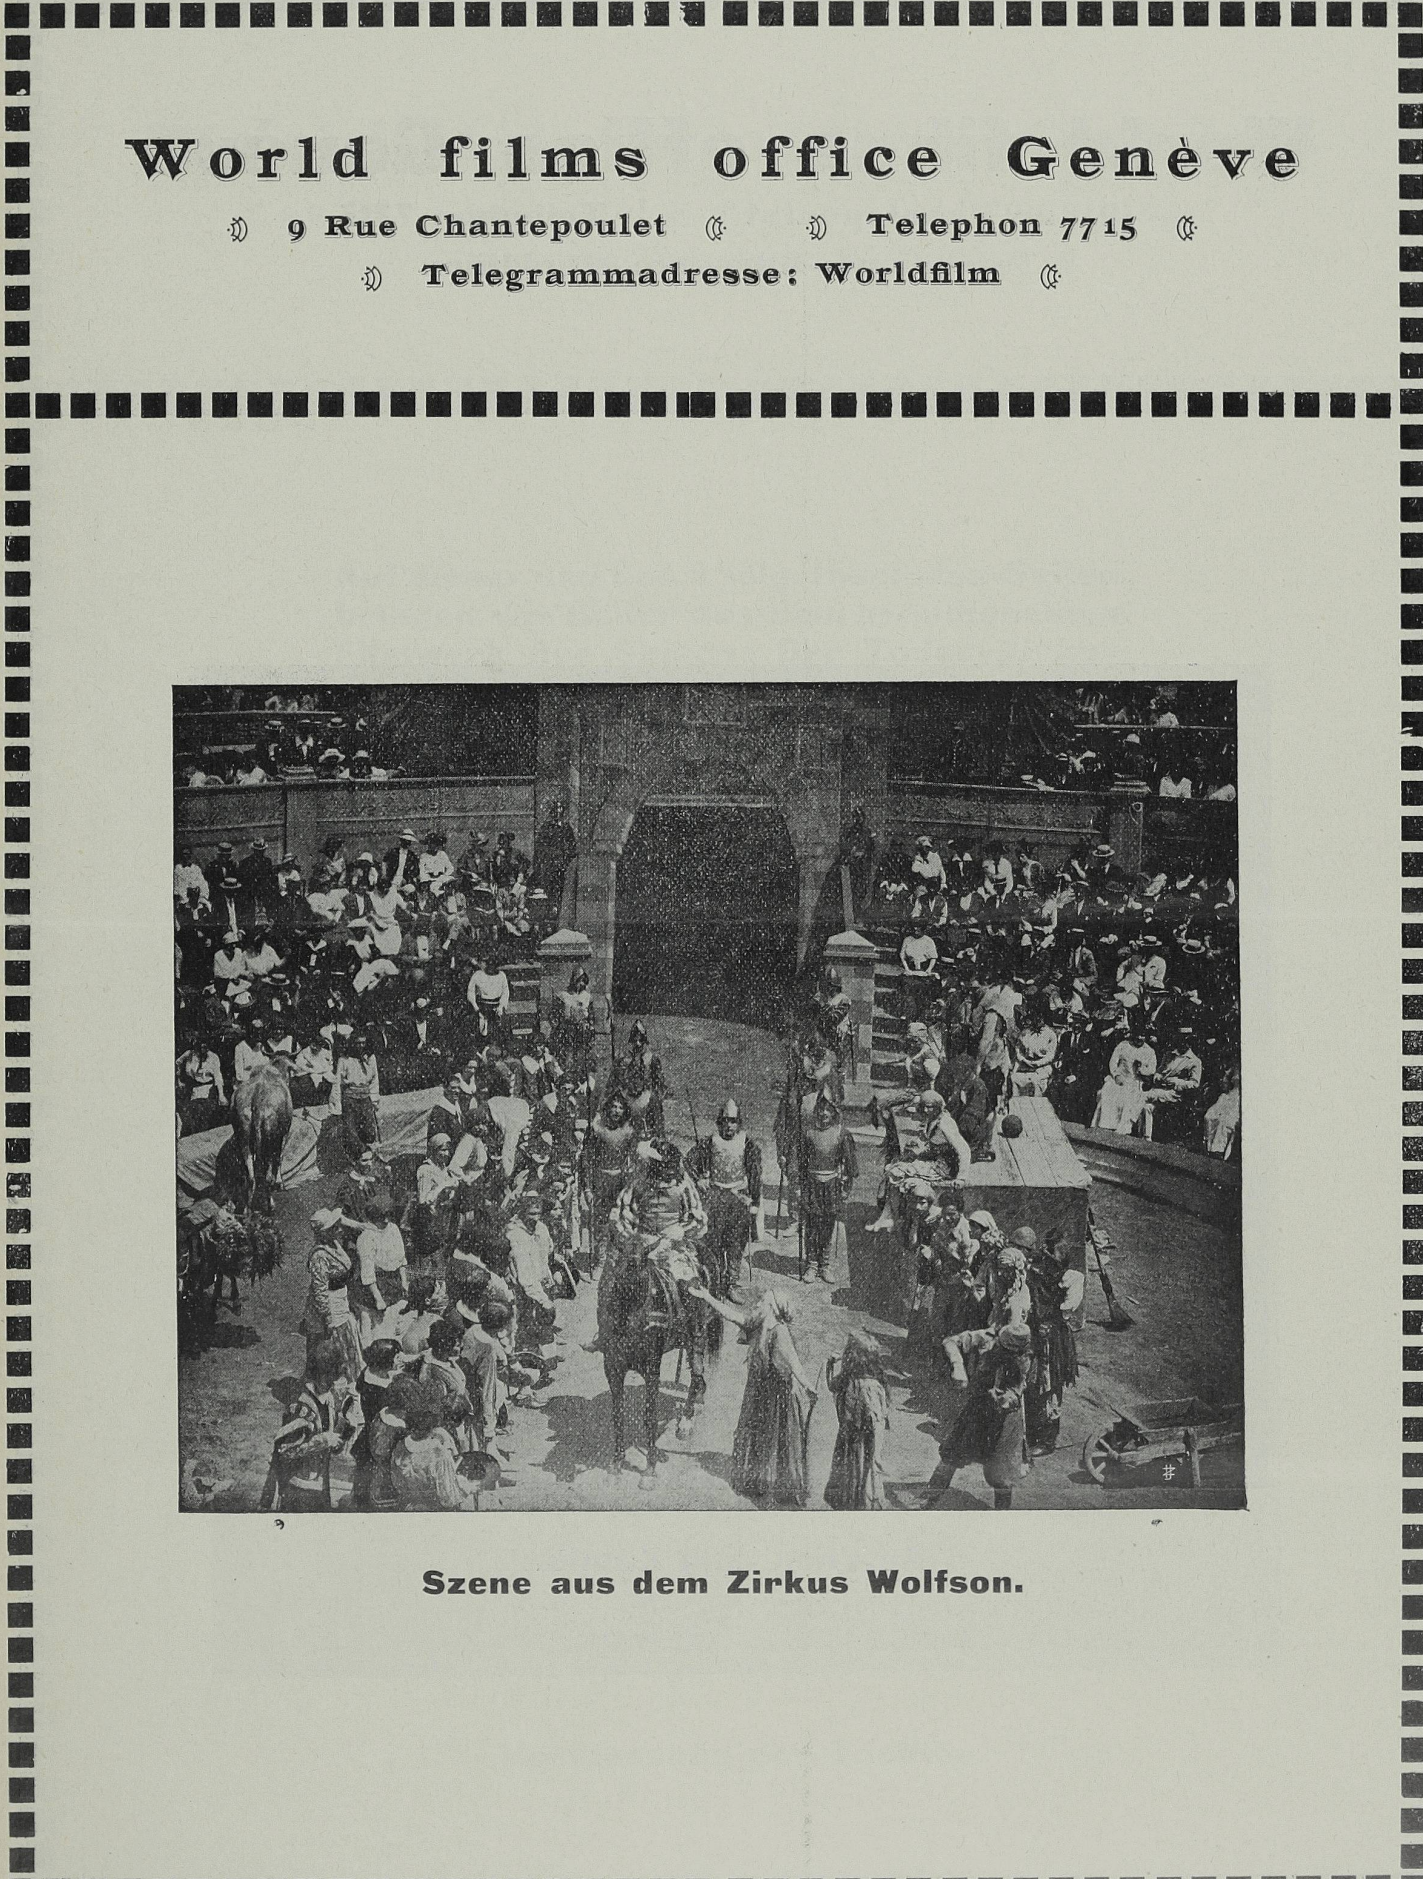 World films office Genève
9 Rue Chantepoulet Telephon 7715
Telegrammadresse: Worldfilm
Szene aus dem Zirkus Wolfson.